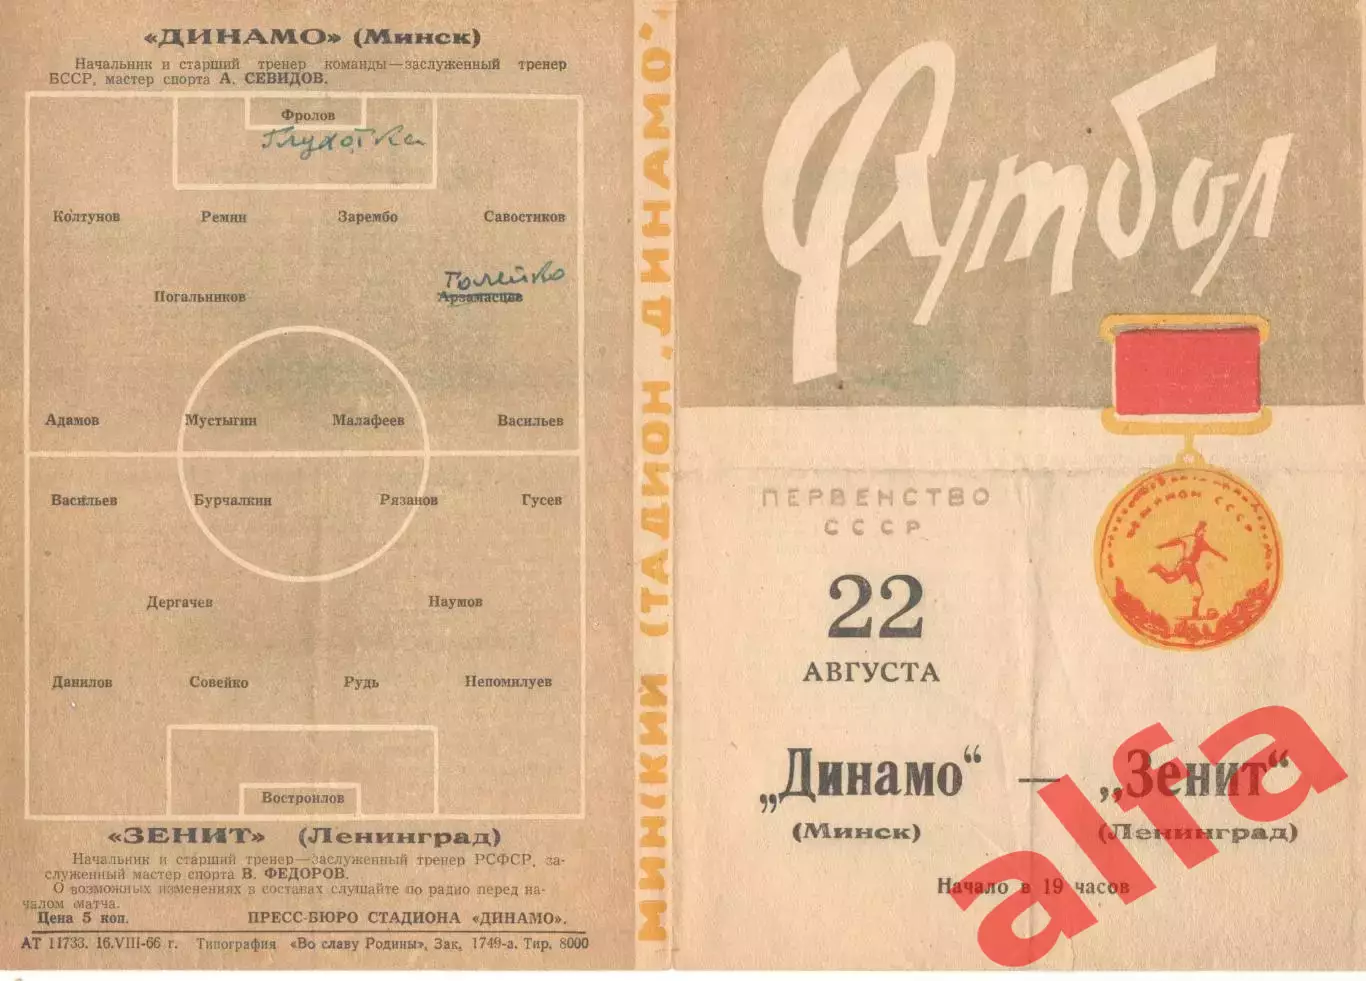 «ДИНАМО» (Минск)
Начальник и старший тренер команды—заслуженный тренер
БССР, мастер спорта А. СЕВИДОВ.
Фролов
Глухотка
Колтунов Ремин Зарембо Савостиков
Голейко
Погальников Арзамасцев
Адамов Мустыгин Малафеев Васильев
Васильев Бурчалкин Рязанов Гусев
Дергачев Наумов
Данилов Совейко Рудь Непомилуев
Востроилов
«ЗЕНИТ» (Ленинград)
Начальник и старший тренер—заслуженный тренер РСФСР, за-
служенный мастер спорта В. ФЕДОРОВ.
О возможных изменениях в составах слушайте по радио перед на-
чалом матча.
Цена 5 коп. ПРЕСС-БЮРО СТАДИОНА «ДИНАМО».
АТ 11733. 16.VIII-66 г. Типография «Во славу Родины», Зак. 1749-а. Тир. 8000
МИНСКИЙ СТАДИОН „ДИНАМО"
Футбол
ЧЕМПИОН СССР
ПЕРВЕНСТВО
СССР
22
АВГУСТА
„Динамо“ — „Зенит“
(Минск) (Ленинград)
Начало в 19 часов
alfa